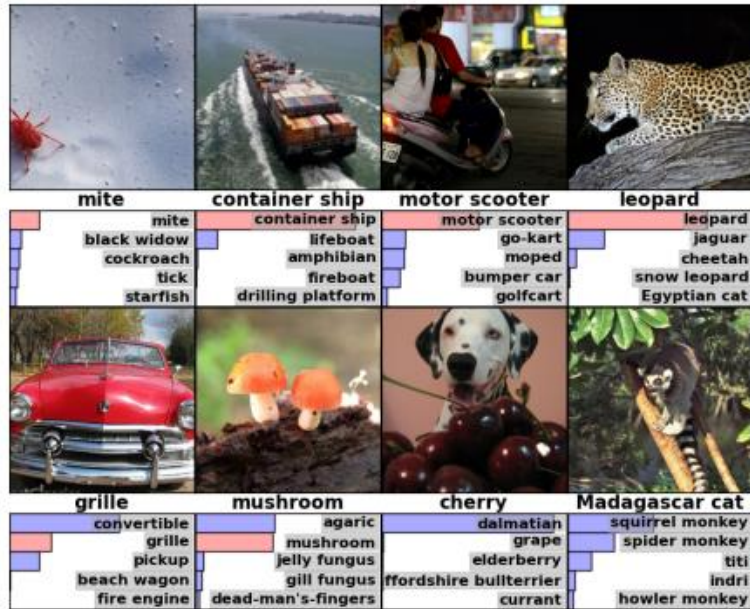 mite
container ship
motor scooter
leopard
mite
black widow
cockroach
tick
starfish
container ship
lifeboat
amphibian
fireboat
drilling platform
motor scooter
go-kart
moped
bumper car
golfcart
leopard
jaguar
cheetah
snow leopard
Egyptian cat
grille
mushroom
cherry
Madagascar cat
convertible
grille
pickup
beach wagon
fire engine
agaric
mushroom
jelly fungus
gill fungus
dead-man's-fingers
dalmatian
grape
elderberry
ffordshire bullterrier
currant
squirrel monkey
spider monkey
titi
indri
howler monkey